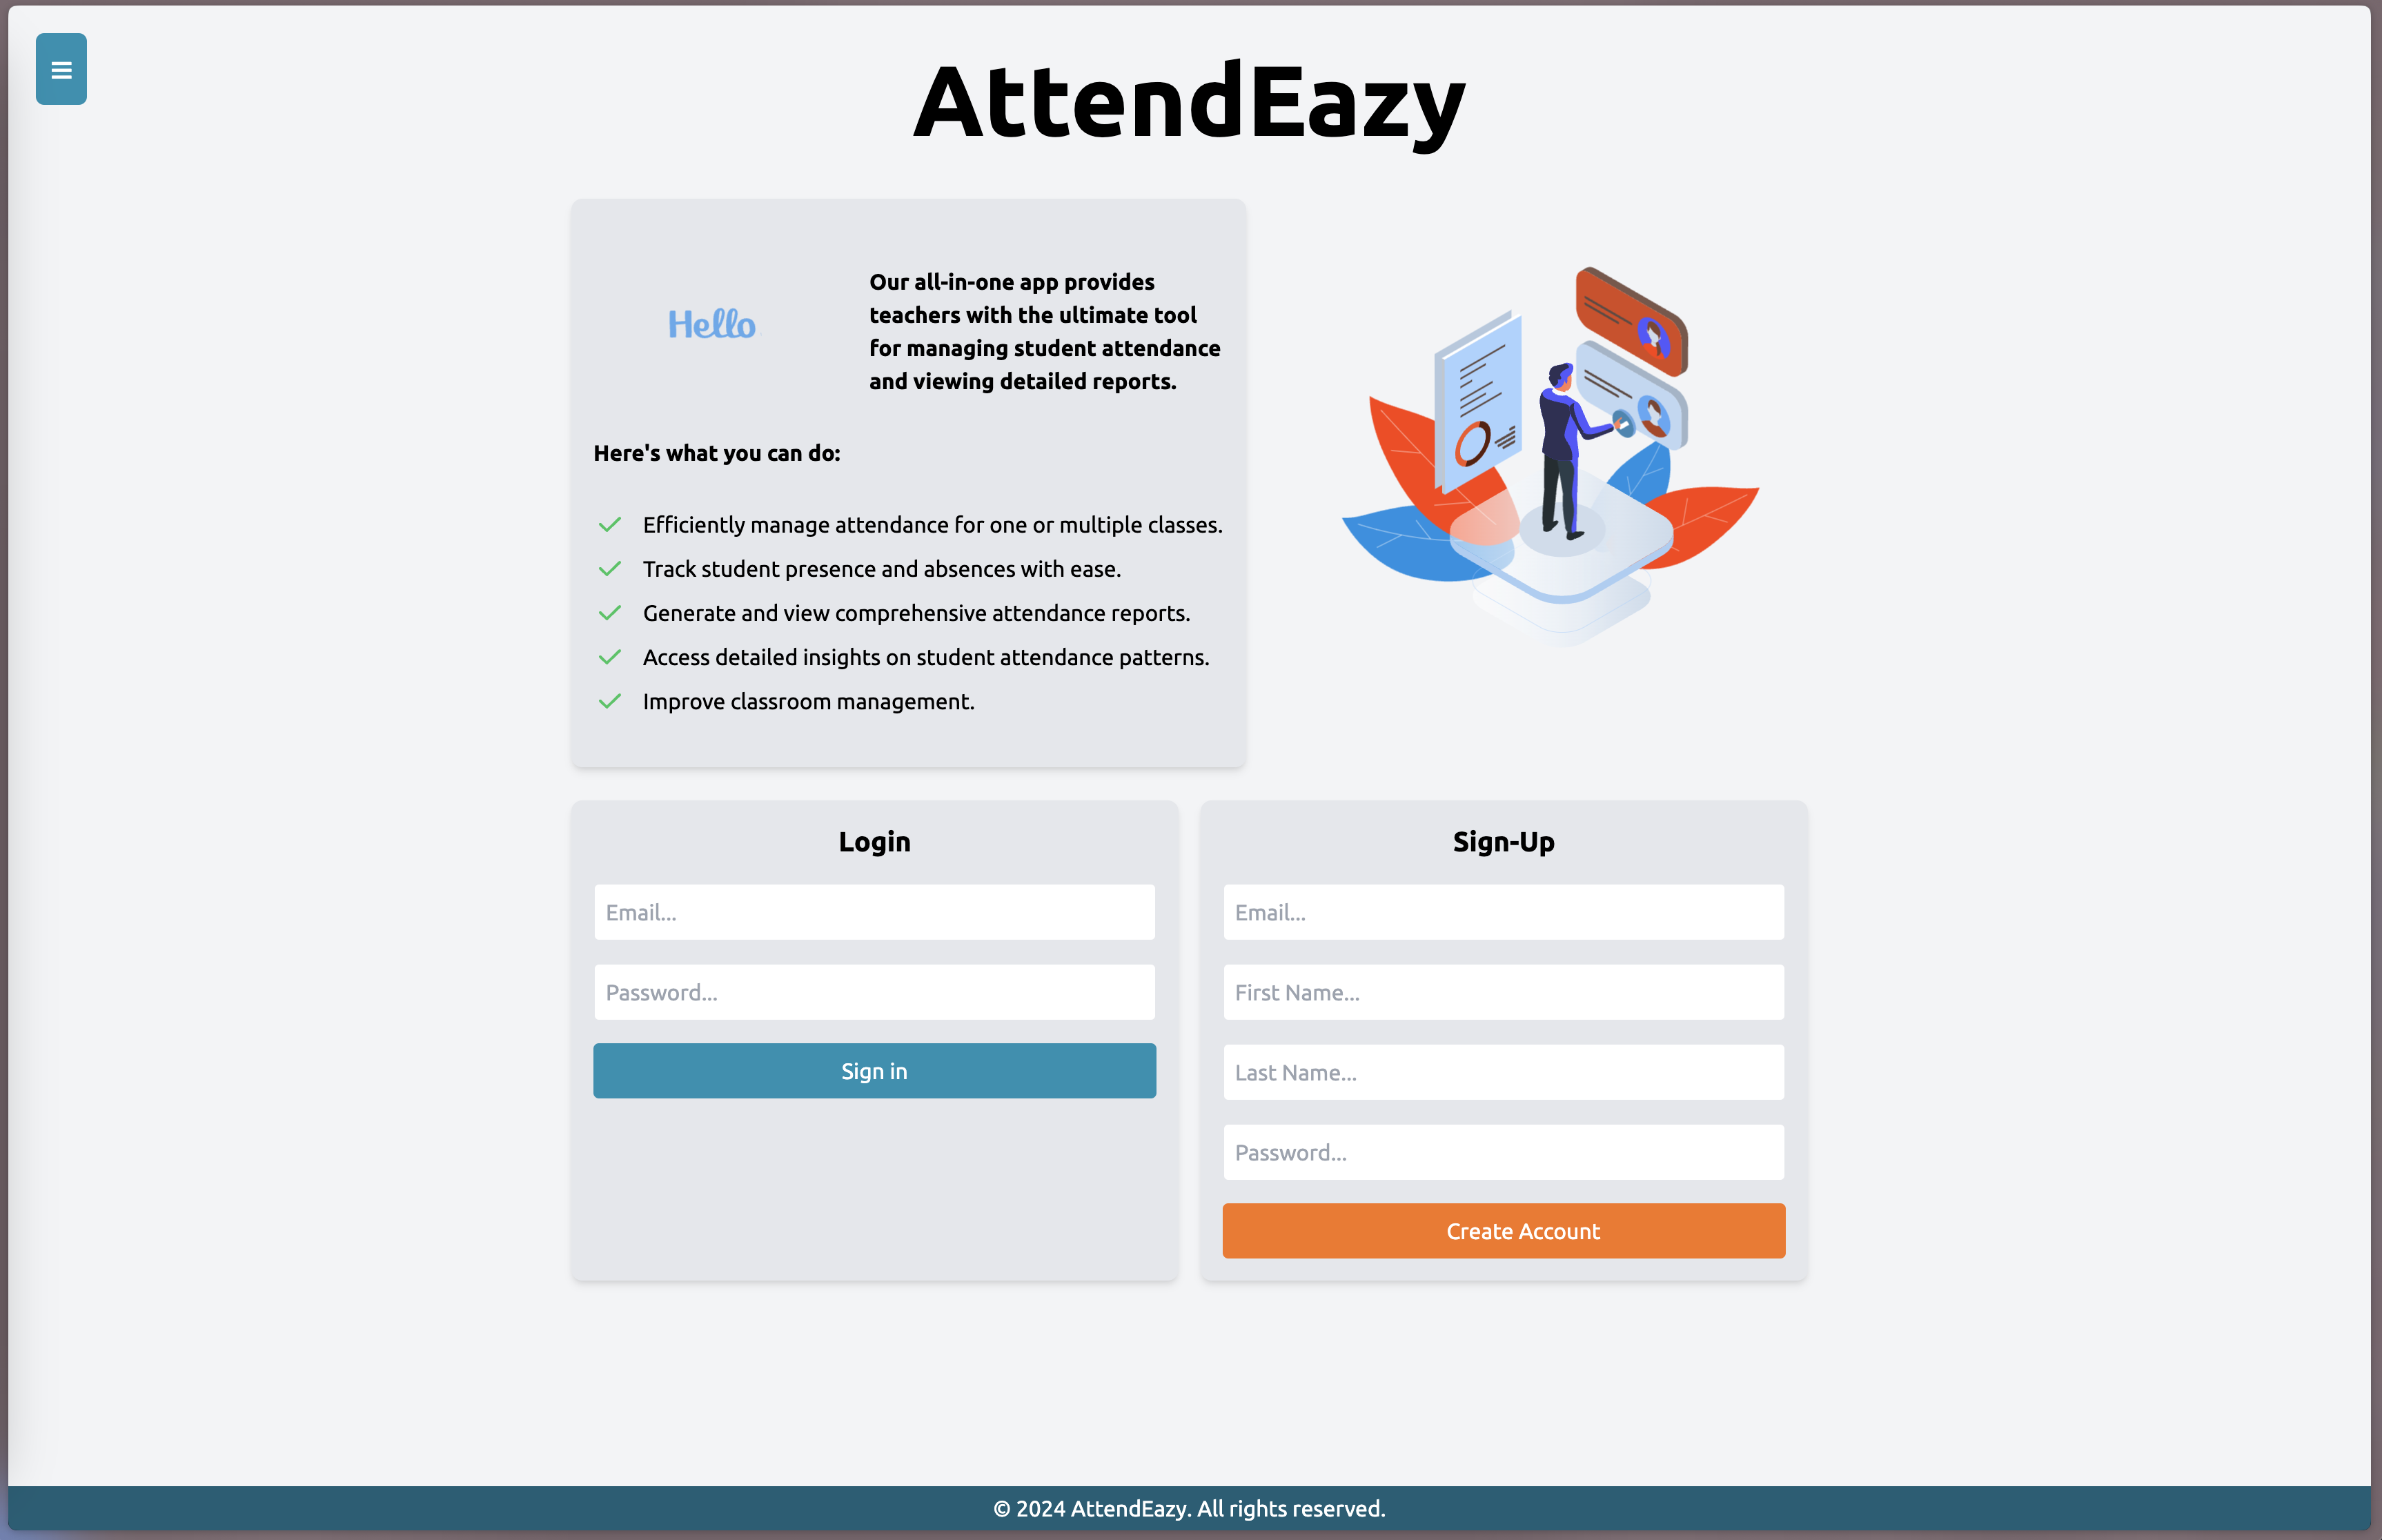 AttendEazy
Hello
Our all-in-one app provides
teachers with the ultimate tool
for managing student attendance
and viewing detailed reports.
Here's what you can do:
Efficiently manage attendance for one or multiple classes.
Track student presence and absences with ease.
Generate and view comprehensive attendance reports.
Access detailed insights on student attendance patterns.
Improve classroom management.
Login
Email...
Password...
Sign in
Sign-Up
Email...
First Name...
Last Name...
Password...
Create Account
© 2024 AttendEazy. All rights reserved.